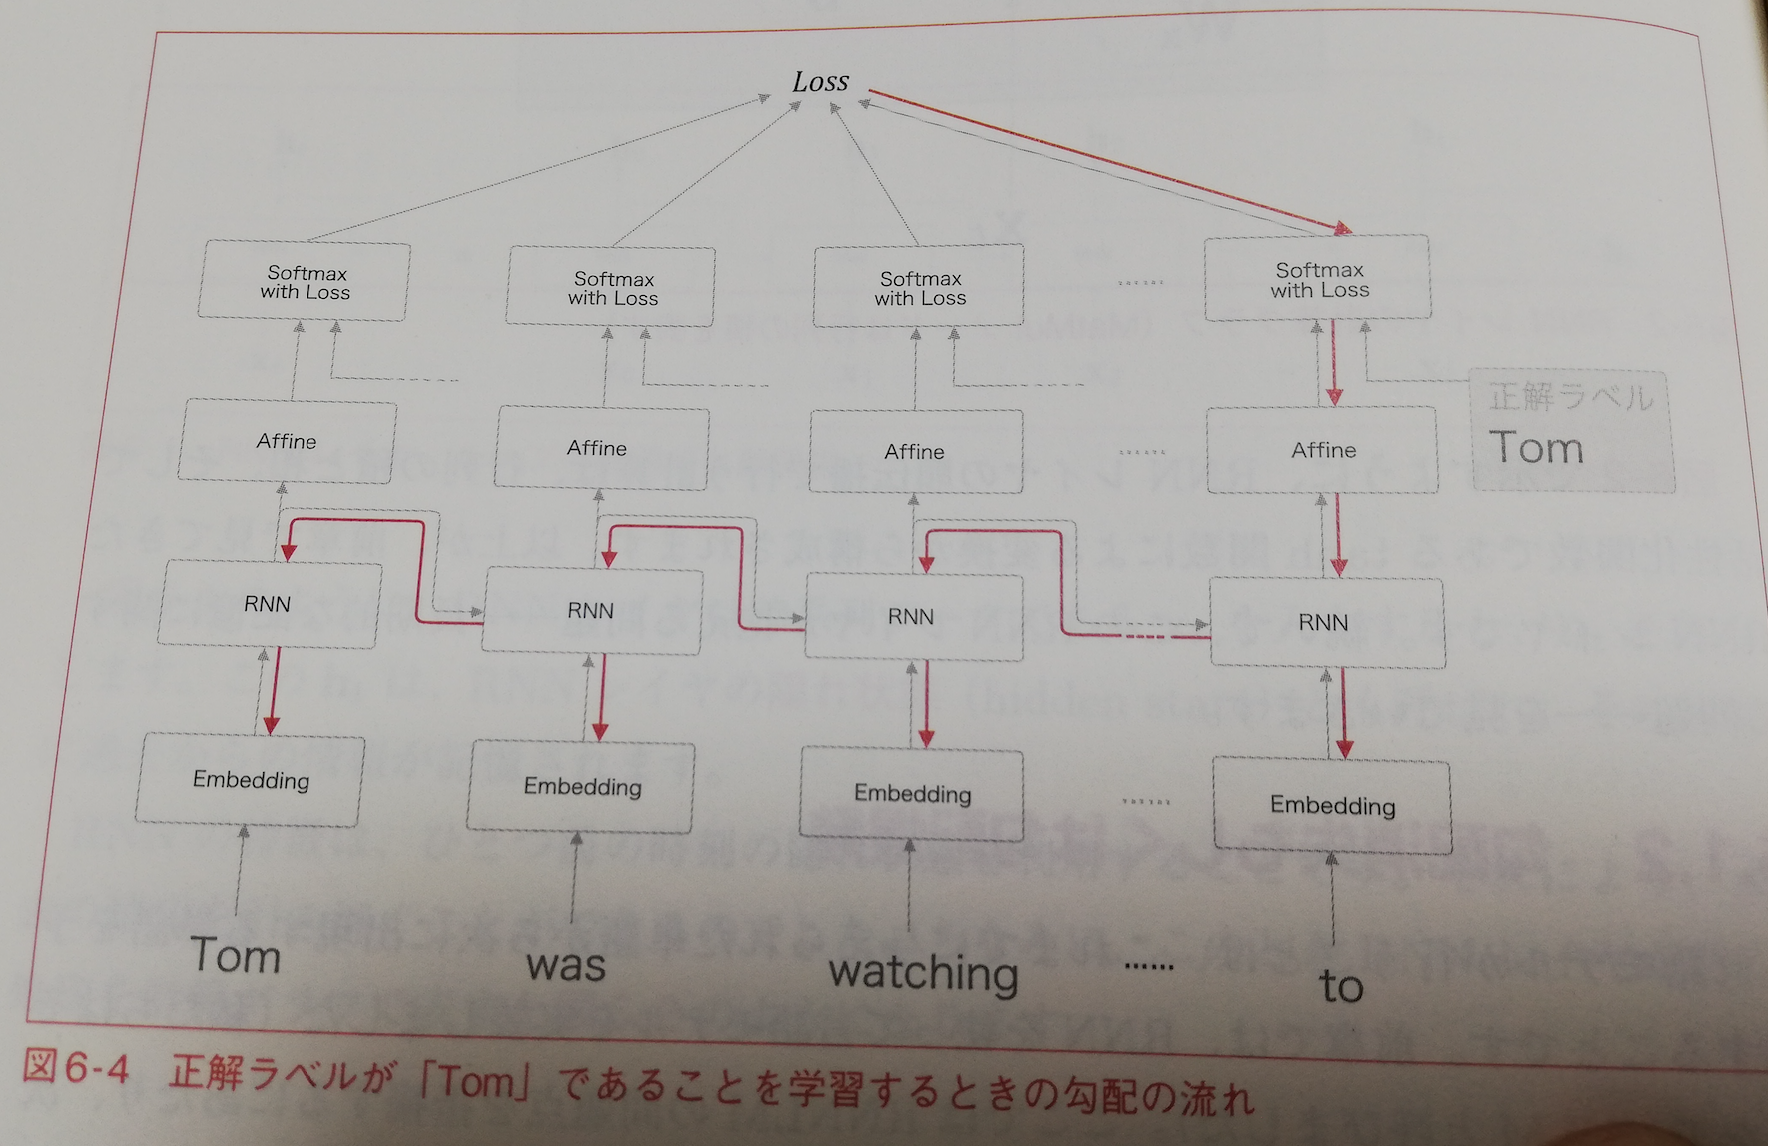 Loss
Softmax
with Loss
Softmax
with Loss
Softmax
with Loss
......
Softmax
with Loss
Affine
Affine
Affine
......
Affine
正解ラベル
Tom
RNN
RNN
RNN
RNN
Embedding
Embedding
Embedding
......
Embedding
Tom
was
watching
......
to
図6-4 正解ラベルが「Tom」であることを学習するときの勾配の流れ